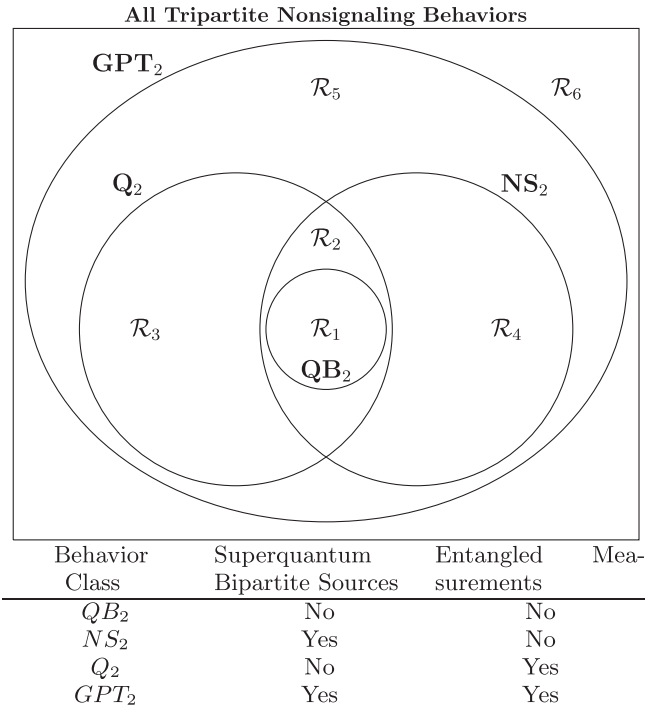 All Tripartite Nonsignaling Behaviors
GPT₂
ℛ₅
ℛ₆
Q₂
NS₂
ℛ₂
ℛ₃
ℛ₁
ℛ₄
QB₂
Behavior Superquantum Entangled Mea-
Class Bipartite Sources surements
QB₂ No No
NS₂ Yes No
Q₂ No Yes
GPT₂ Yes Yes